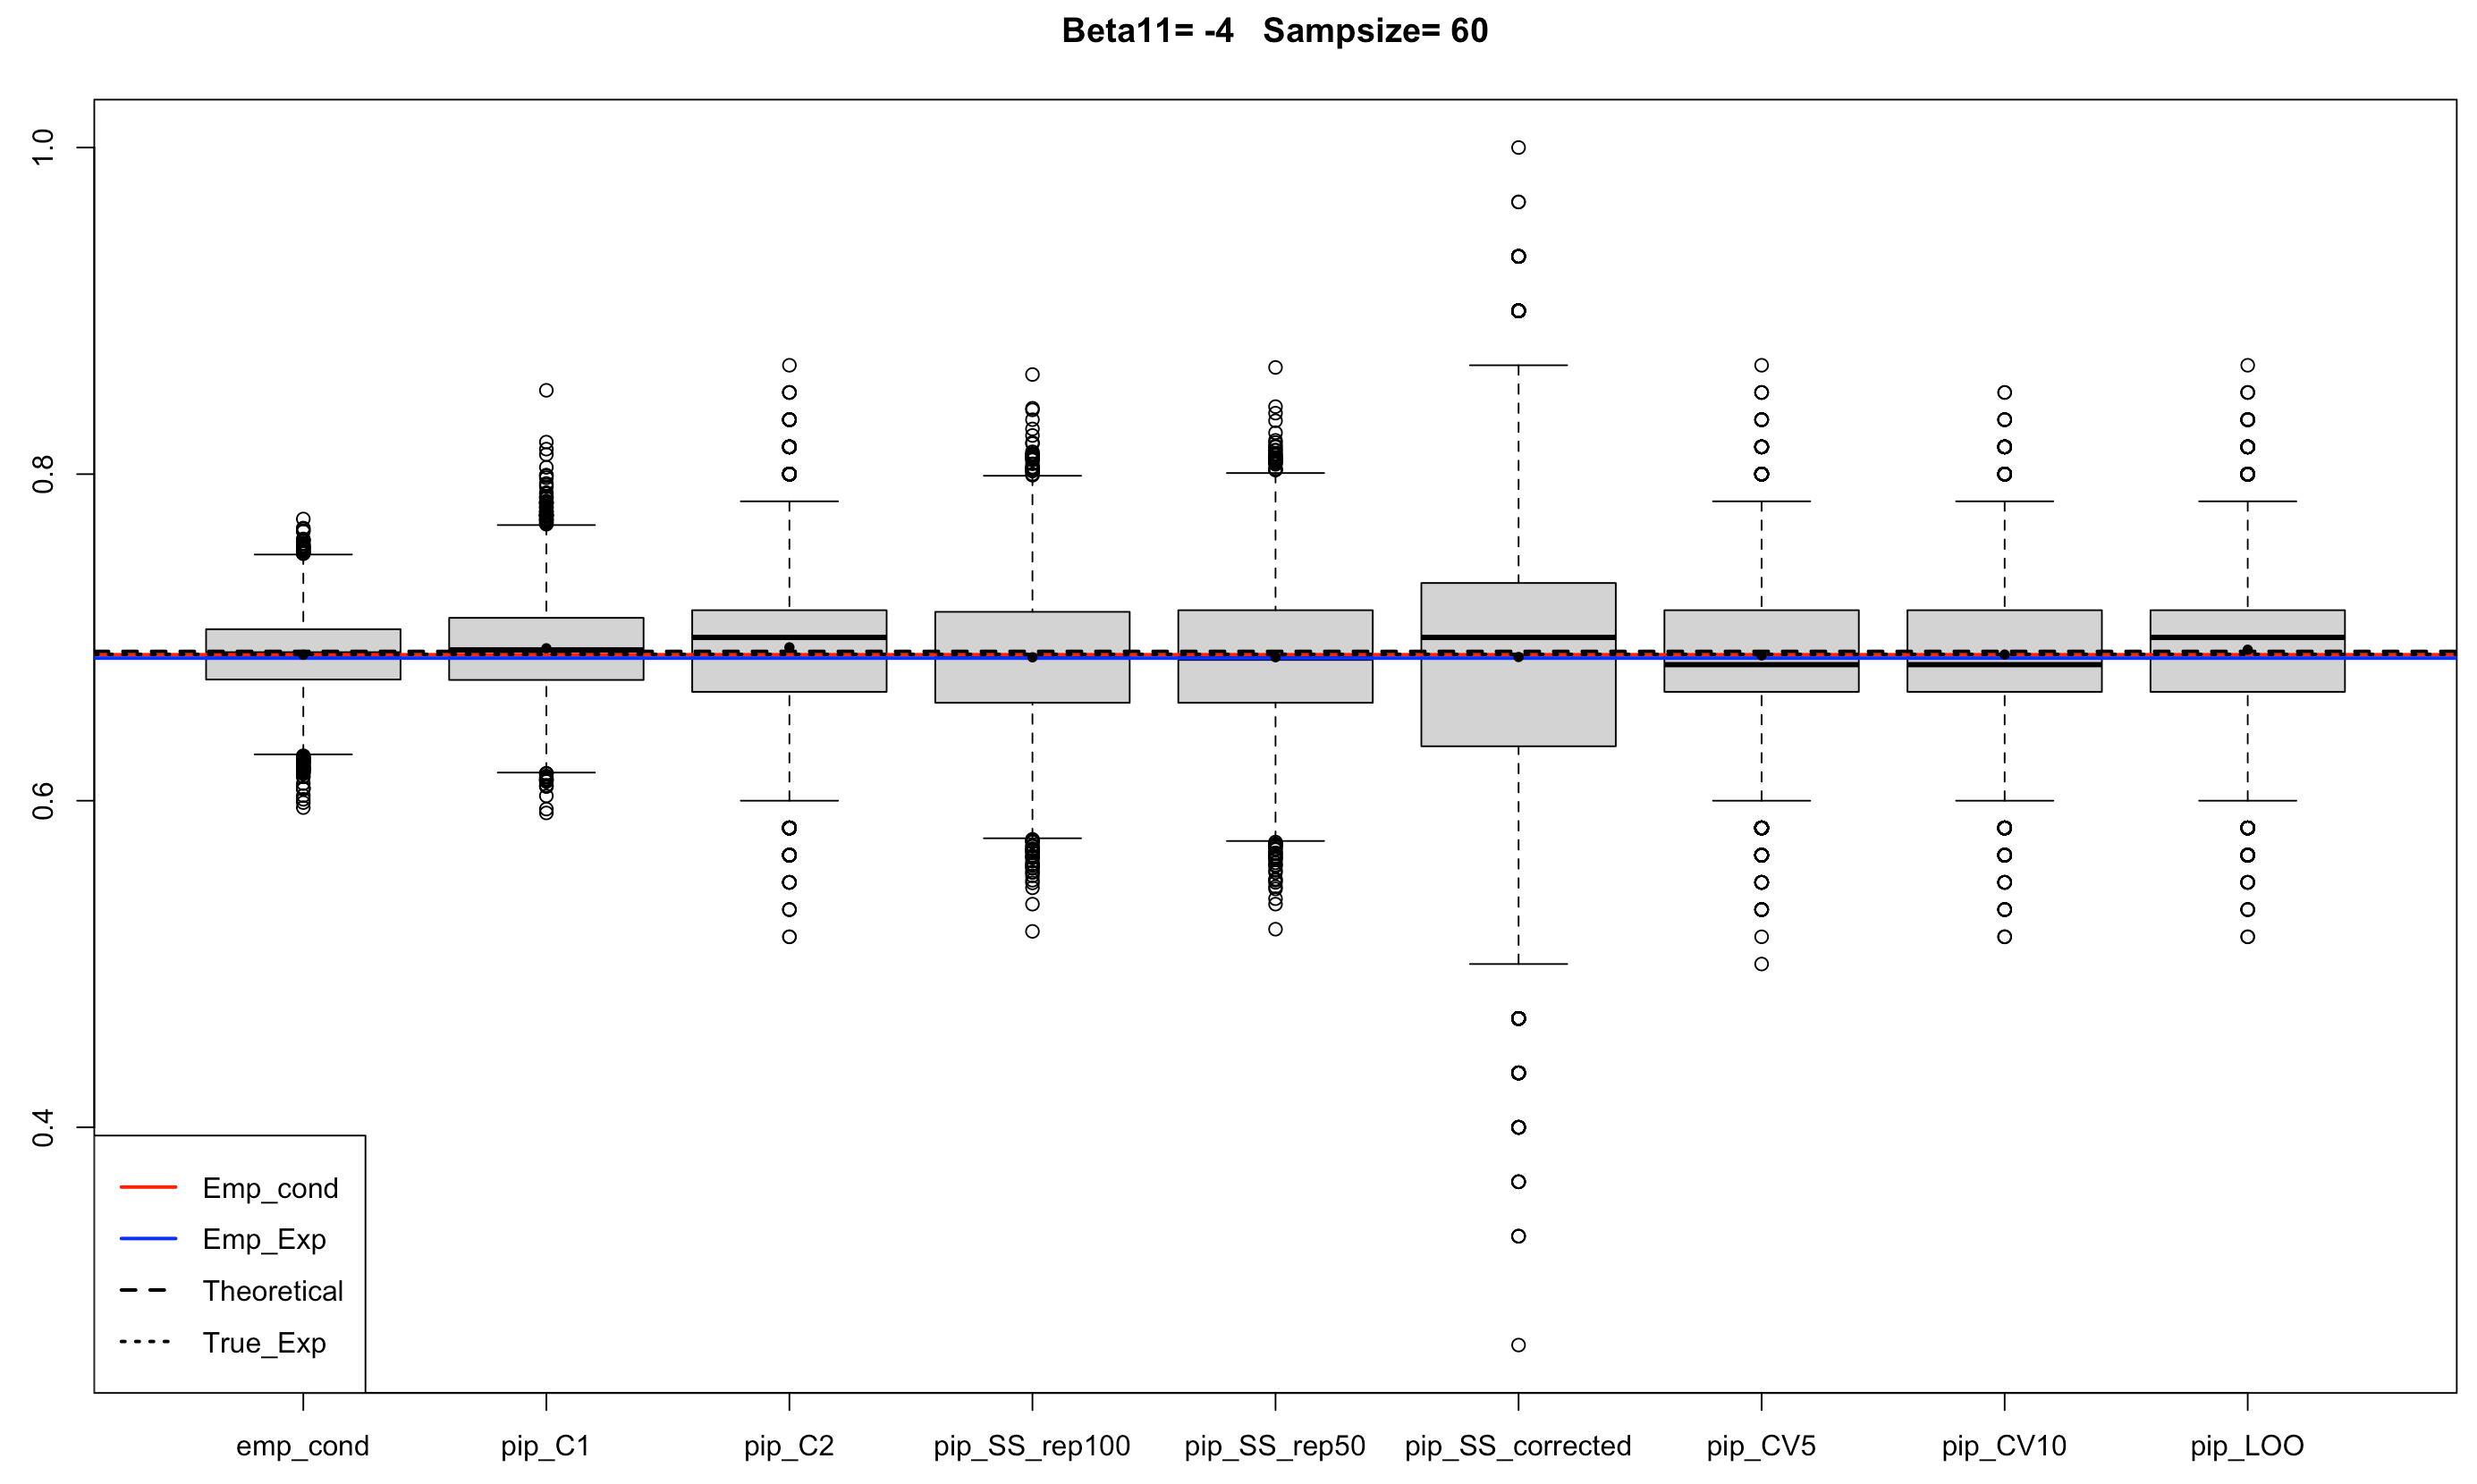 Beta11= -4 Sampsize= 60
1.0
0.8
0.6
0.4
Emp_cond
Emp_Exp
Theoretical
True_Exp
emp_cond pip_C1 pip_C2 pip_SS_rep100 pip_SS_rep50 pip_SS_corrected pip_CV5 pip_CV10 pip_LOO